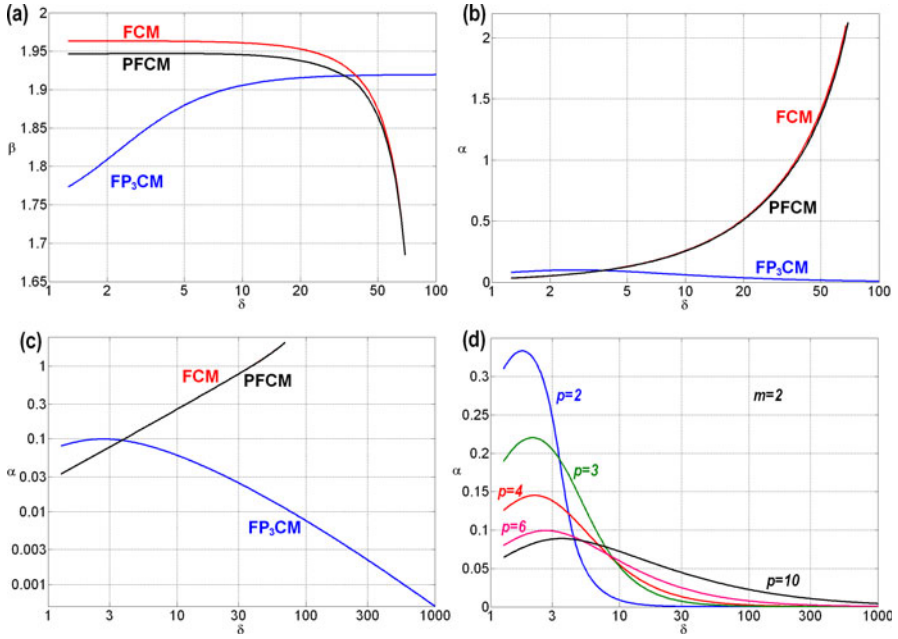 (a)
FCM
PFCM
FP₃CM
β
2
1.95
1.9
1.85
1.8
1.75
1.7
1.65
1 2 5 10 20 50 100
δ
(b)
FCM
PFCM
FP₃CM
α
2
1.5
1
0.5
0
1 2 5 10 20 50 100
δ
(c)
FCM
PFCM
FP₃CM
α
1
0.3
0.1
0.03
0.01
0.003
0.001
1 3 10 30 100 300 1000
δ
(d)
p=2
m=2
p=3
p=4
p=6
p=10
α
0.3
0.25
0.2
0.15
0.1
0.05
0
1 3 10 30 100 300 1000
δ